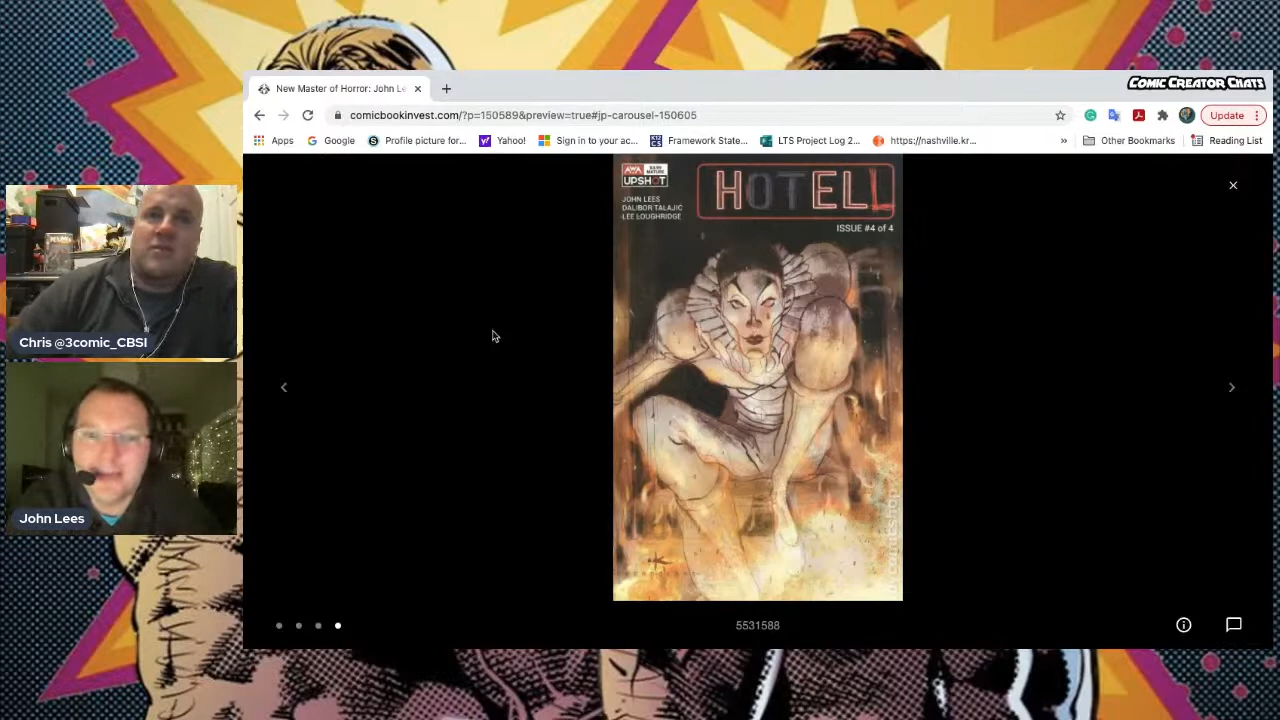 COMIC CREATOR CHATS
New Master of Horror: John Le
comicbookinvest.com/?p=150589&preview=true#jp-carousel-150605
Update
Apps
Google
Profile picture for...
Yahoo!
Sign in to your ac...
Framework State...
LTS Project Log 2...
https://nashville.kr...
»
Other Bookmarks
Reading List
AWA
UPSHOT
HOTELL
JOHN LEES
DALIBOR TALAJIC
LEE LOUGHRIDGE
ISSUE #4 of 4
Chris @3comic_CBSI
John Lees
5531588